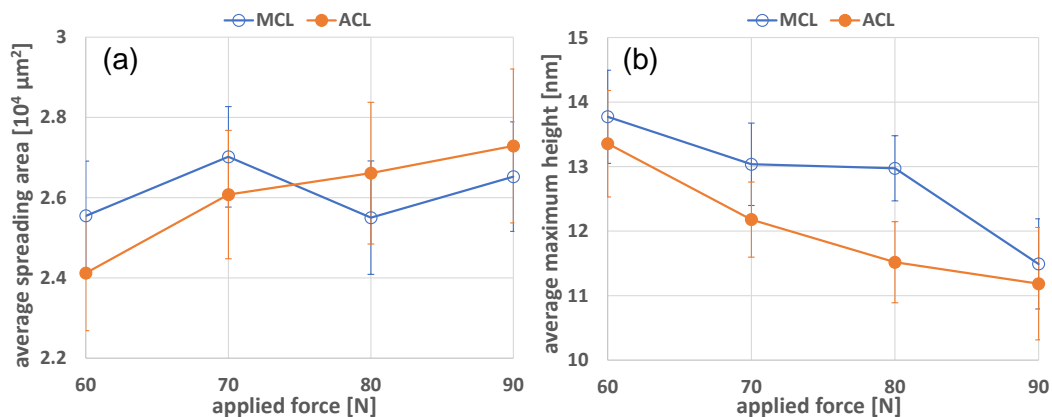 MCL ACL
(a)
average spreading area [10⁴ μm²]
3
2.8
2.6
2.4
2.2
60 70 80 90
applied force [N]
MCL ACL
(b)
average maximum height [nm]
15
14
13
12
11
10
60 70 80 90
applied force [N]